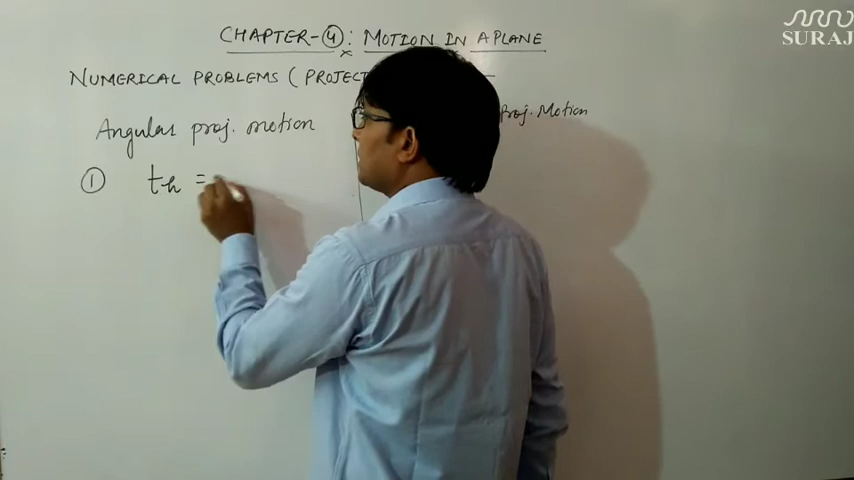 CHAPTER-④: MOTION IN A PLANE
NUMERICAL PROBLEMS (PROJECT
Angular proj. motion
Proj. Motion
① th =
SURAJ